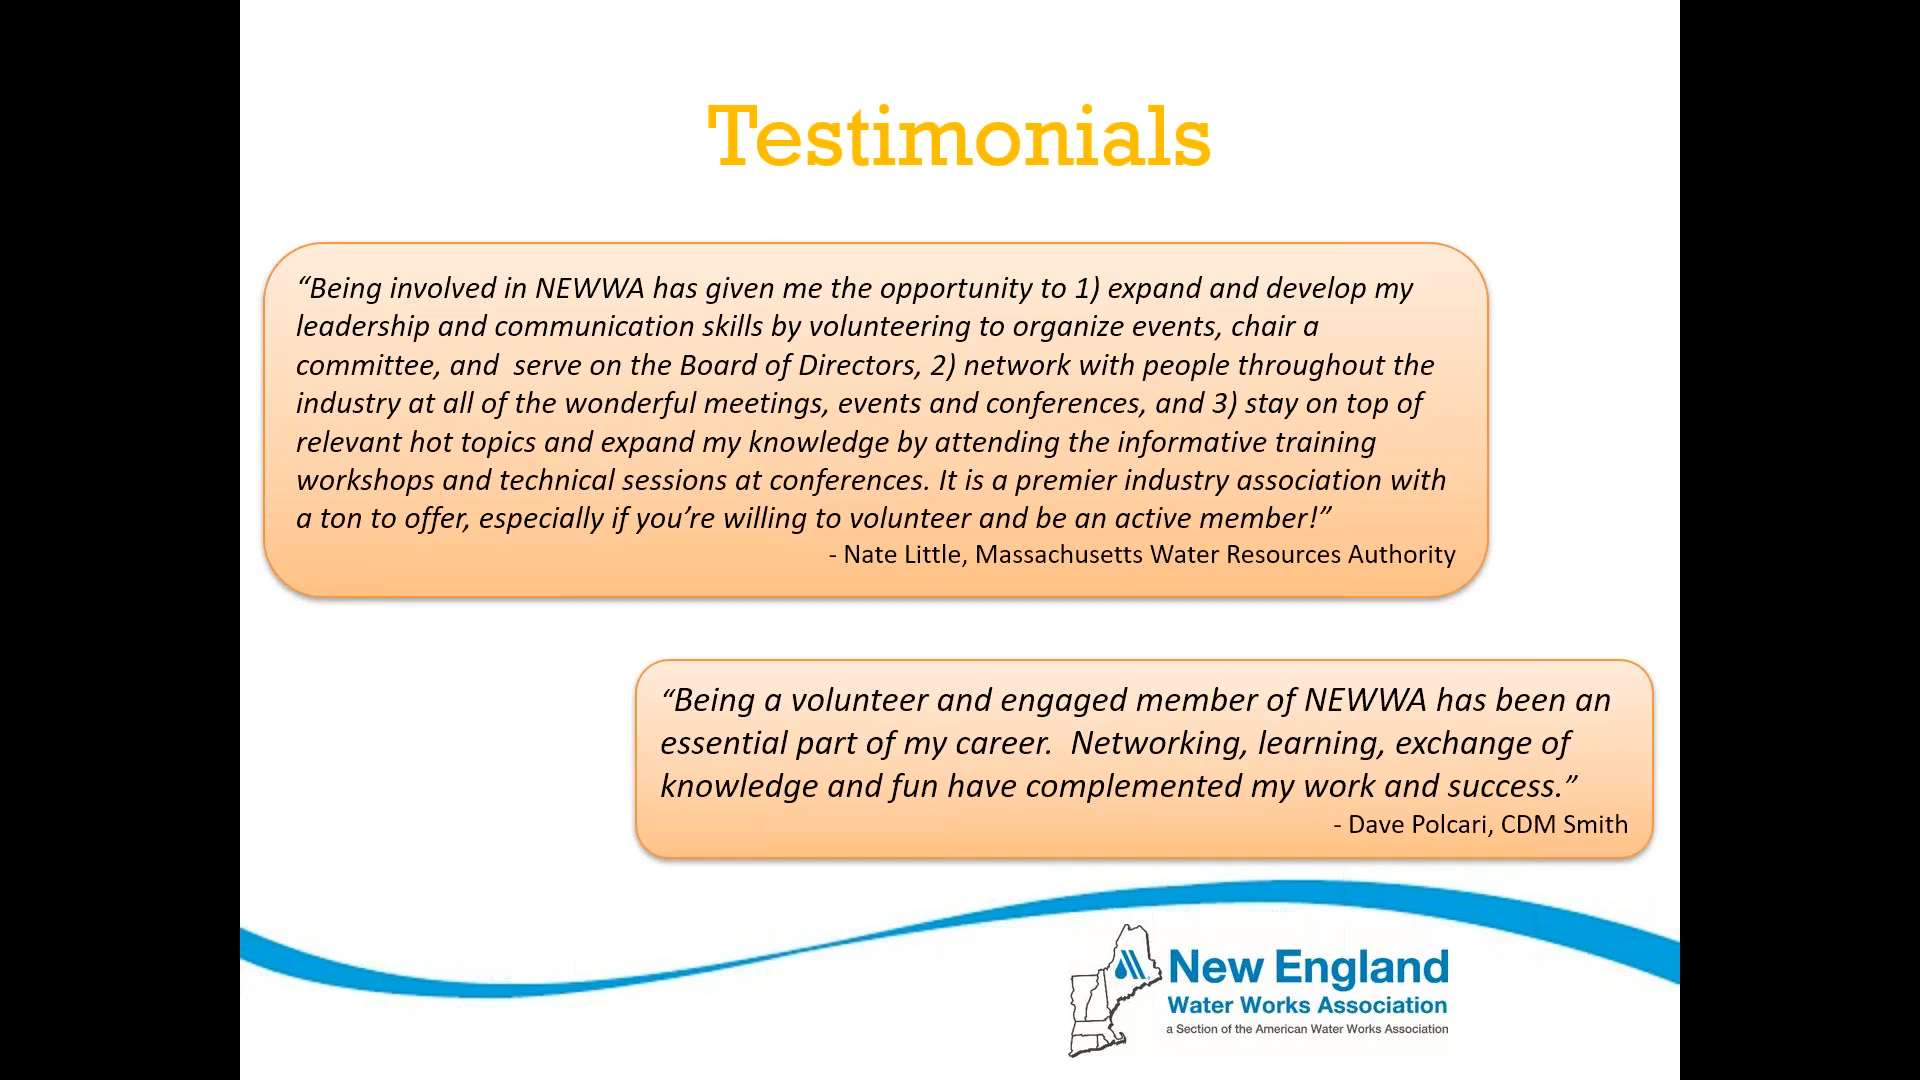 Testimonials
“Being involved in NEWWA has given me the opportunity to 1) expand and develop my
leadership and communication skills by volunteering to organize events, chair a
committee, and  serve on the Board of Directors, 2) network with people throughout the
industry at all of the wonderful meetings, events and conferences, and 3) stay on top of
relevant hot topics and expand my knowledge by attending the informative training
workshops and technical sessions at conferences. It is a premier industry association with
a ton to offer, especially if you’re willing to volunteer and be an active member!”
- Nate Little, Massachusetts Water Resources Authority
“Being a volunteer and engaged member of NEWWA has been an
essential part of my career.  Networking, learning, exchange of
knowledge and fun have complemented my work and success.”
- Dave Polcari, CDM Smith
New England
Water Works Association
a Section of the American Water Works Association